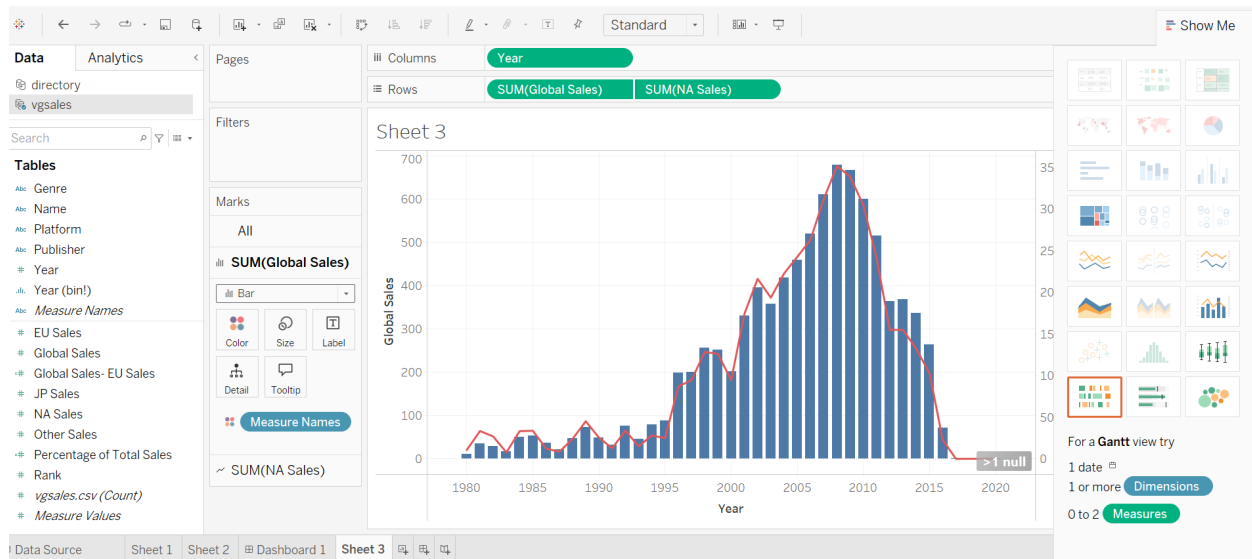 Standard
Show Me
Data
Analytics
directory
vgsales
Search
Tables
Abc Genre
Abc Name
Abc Platform
Abc Publisher
# Year
Year (bin!)
Abc Measure Names
# EU Sales
# Global Sales
=# Global Sales- EU Sales
# JP Sales
# NA Sales
# Other Sales
=# Percentage of Total Sales
# Rank
# vgsales.csv (Count)
# Measure Values
Pages
Filters
Marks
All
SUM(Global Sales)
Bar
Color Size Label
Detail Tooltip
Measure Names
SUM(NA Sales)
Columns Year
Rows SUM(Global Sales) SUM(NA Sales)
Sheet 3
Global Sales
700
600
500
400
300
200
100
0
35
30
25
20
15
10
50
0
>1 null
1980 1985 1990 1995 2000 2005 2010 2015 2020
Year
For a Gantt view try
1 date
1 or more Dimensions
0 to 2 Measures
Data Source Sheet 1 Sheet 2 Dashboard 1 Sheet 3